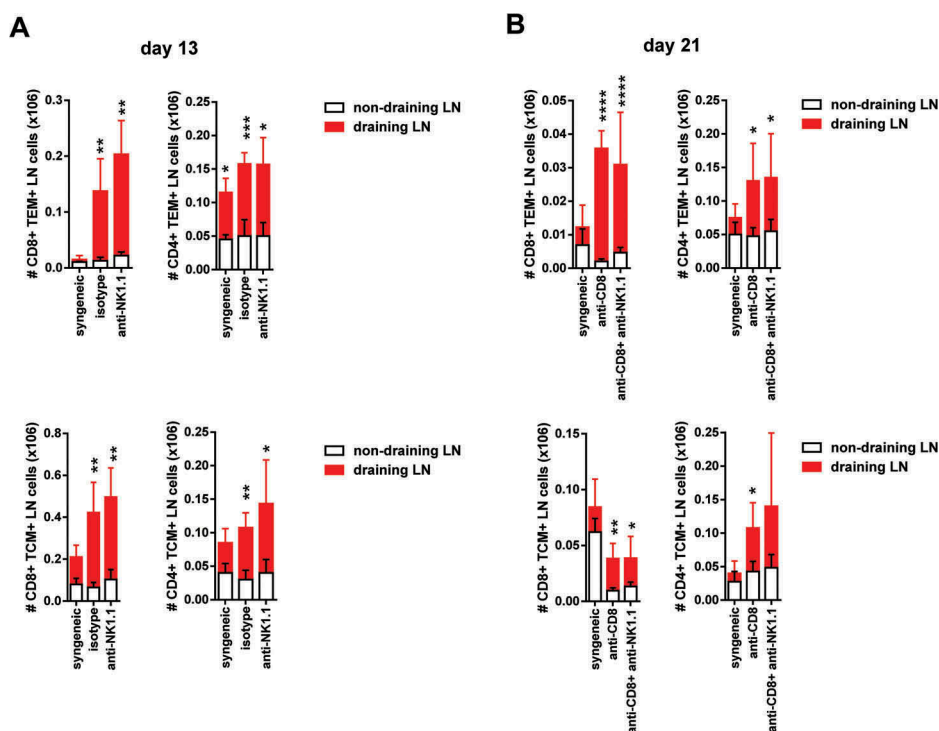 A
day 13
# CD8+ TEM+ LN cells (x106)
0.3
0.2
0.1
0.0
**
**
syngeneic
isotype
anti-NK1.1
# CD4+ TEM+ LN cells (x106)
0.25
0.20
0.15
0.10
0.05
0.00
*
***
*
syngeneic
isotype
anti-NK1.1
non-draining LN
draining LN
# CD8+ TCM+ LN cells (x106)
0.8
0.6
0.4
0.2
0.0
**
**
syngeneic
isotype
anti-NK1.1
# CD4+ TCM+ LN cells (x106)
0.25
0.20
0.15
0.10
0.05
0.00
**
*
syngeneic
isotype
anti-NK1.1
non-draining LN
draining LN
B
day 21
# CD8+ TEM+ LN cells (x106)
0.05
0.04
0.03
0.02
0.01
0.00
****
****
syngeneic
anti-CD8
anti-CD8+ anti-NK1.1
# CD4+ TEM+ LN cells (x106)
0.25
0.20
0.15
0.10
0.05
0.00
*
*
syngeneic
anti-CD8
anti-CD8+ anti-NK1.1
non-draining LN
draining LN
# CD8+ TCM+ LN cells (x106)
0.15
0.10
0.05
0.00
**
*
syngeneic
anti-CD8
anti-CD8+ anti-NK1.1
# CD4+ TCM+ LN cells (x106)
0.25
0.20
0.15
0.10
0.05
0.00
*
syngeneic
anti-CD8
anti-CD8+ anti-NK1.1
non-draining LN
draining LN